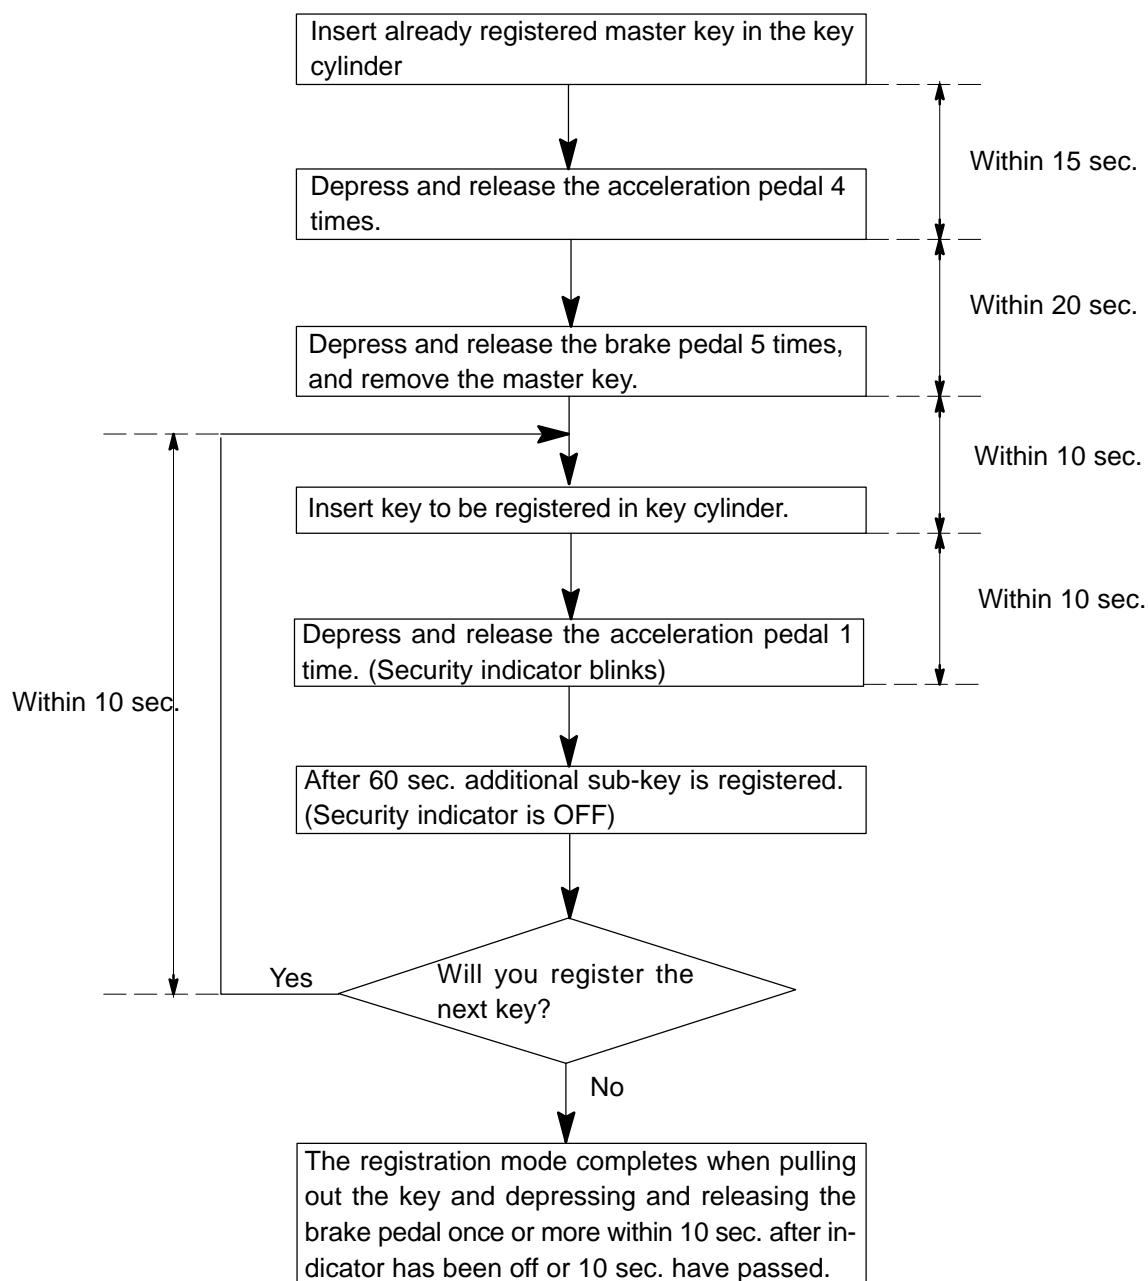 Insert already registered master key in the key
cylinder
Within 15 sec.
Depress and release the acceleration pedal 4
times.
Within 20 sec.
Depress and release the brake pedal 5 times,
and remove the master key.
Within 10 sec.
Insert key to be registered in key cylinder.
Within 10 sec.
Depress and release the acceleration pedal 1
time. (Security indicator blinks)
Within 10 sec.
After 60 sec. additional sub-key is registered.
(Security indicator is OFF)
Yes
Will you register the
next key?
No
The registration mode completes when pulling
out the key and depressing and releasing the
brake pedal once or more within 10 sec. after in-
dicator has been off or 10 sec. have passed.